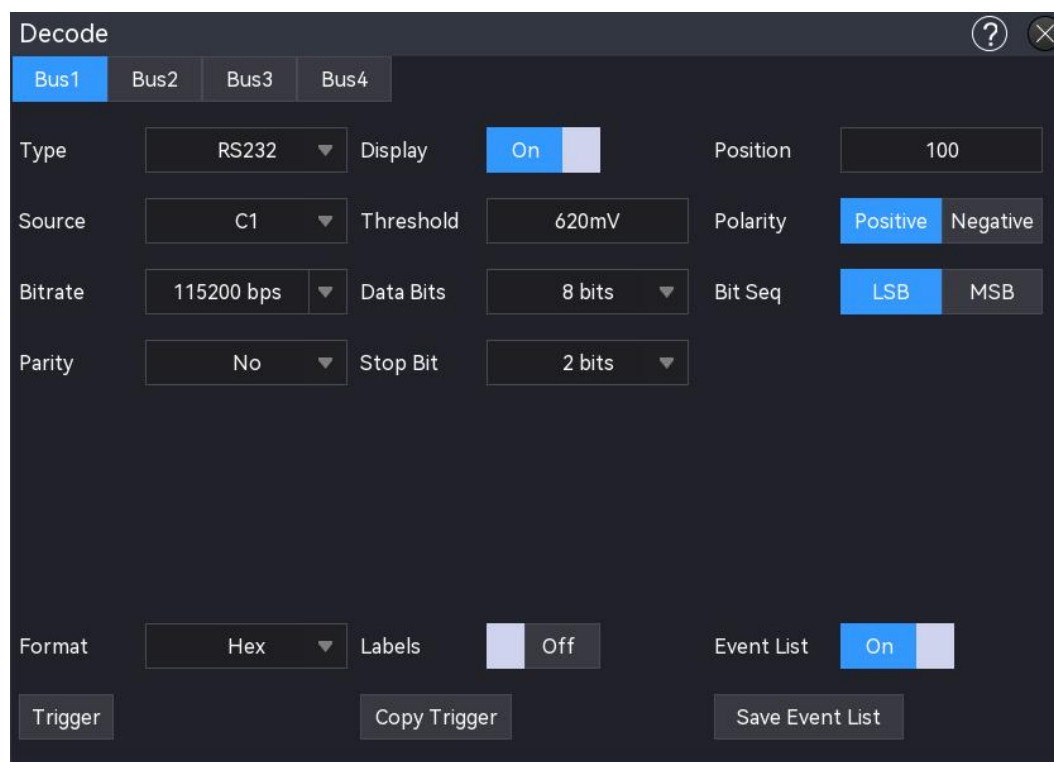 Decode ?
Bus1 Bus2 Bus3 Bus4
Type RS232 Display On Position 100
Source C1 Threshold 620mV Polarity Positive Negative
Bitrate 115200 bps Data Bits 8 bits Bit Seq LSB MSB
Parity No Stop Bit 2 bits
Format Hex Labels Off Event List On
Trigger Copy Trigger Save Event List